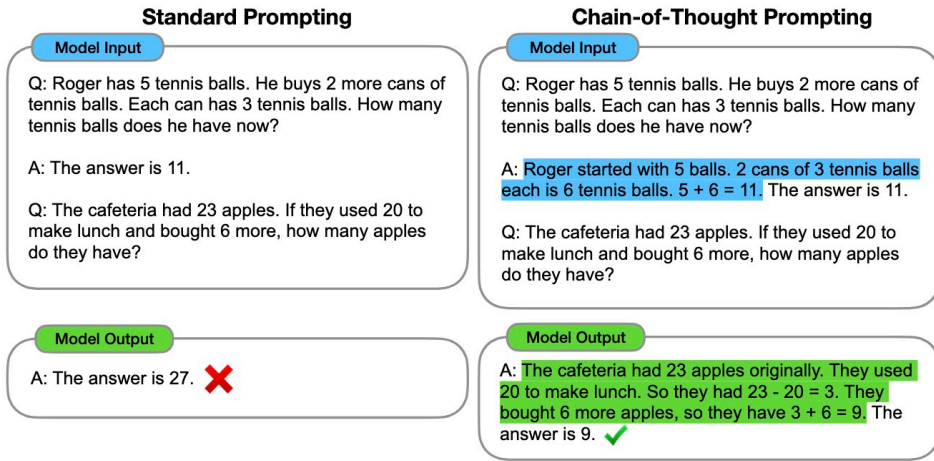 Standard Prompting
Model Input
Q: Roger has 5 tennis balls. He buys 2 more cans of
tennis balls. Each can has 3 tennis balls. How many
tennis balls does he have now?
A: The answer is 11.
Q: The cafeteria had 23 apples. If they used 20 to
make lunch and bought 6 more, how many apples
do they have?
Model Output
A: The answer is 27.
Chain-of-Thought Prompting
Model Input
Q: Roger has 5 tennis balls. He buys 2 more cans of
tennis balls. Each can has 3 tennis balls. How many
tennis balls does he have now?
A: Roger started with 5 balls. 2 cans of 3 tennis balls
each is 6 tennis balls. 5 + 6 = 11. The answer is 11.
Q: The cafeteria had 23 apples. If they used 20 to
make lunch and bought 6 more, how many apples
do they have?
Model Output
A: The cafeteria had 23 apples originally. They used
20 to make lunch. So they had 23 - 20 = 3. They
bought 6 more apples, so they have 3 + 6 = 9. The
answer is 9.